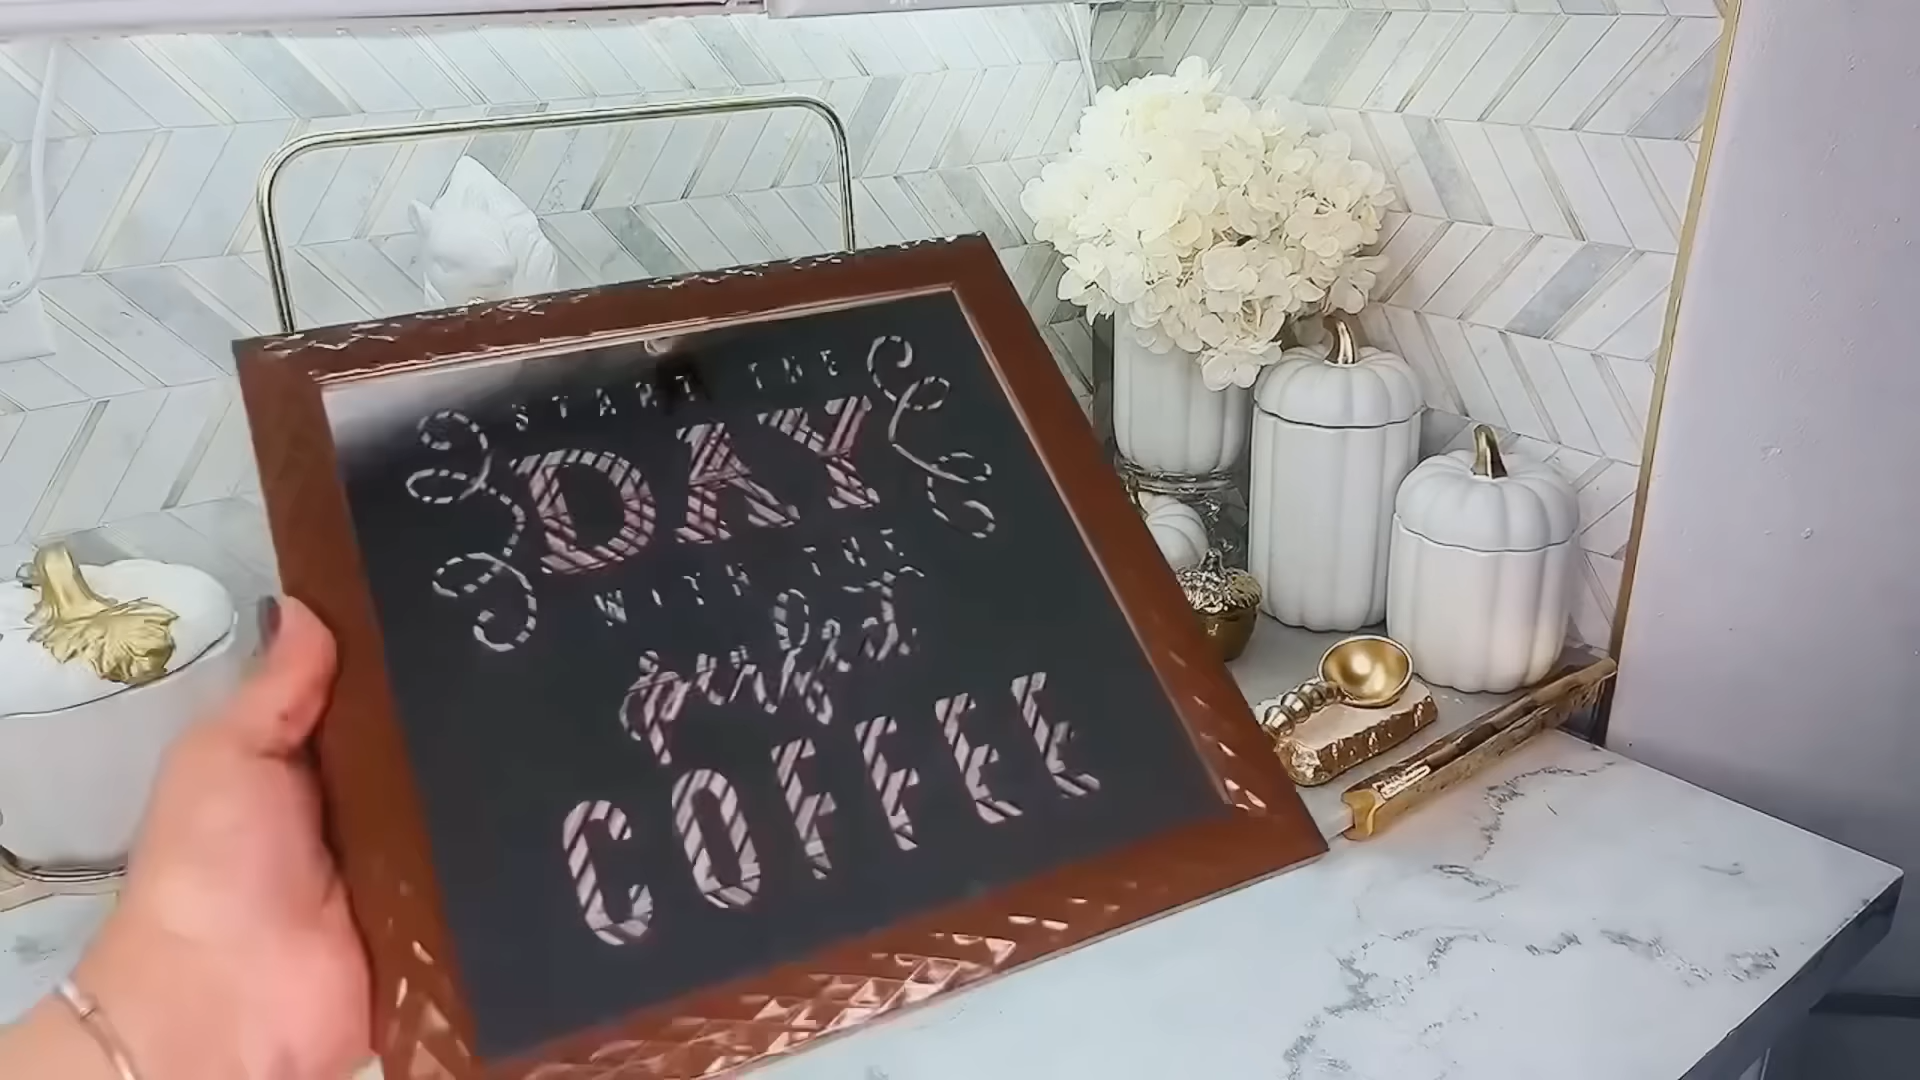 START THE
DAY
WITH THE
perfect
COFFEE